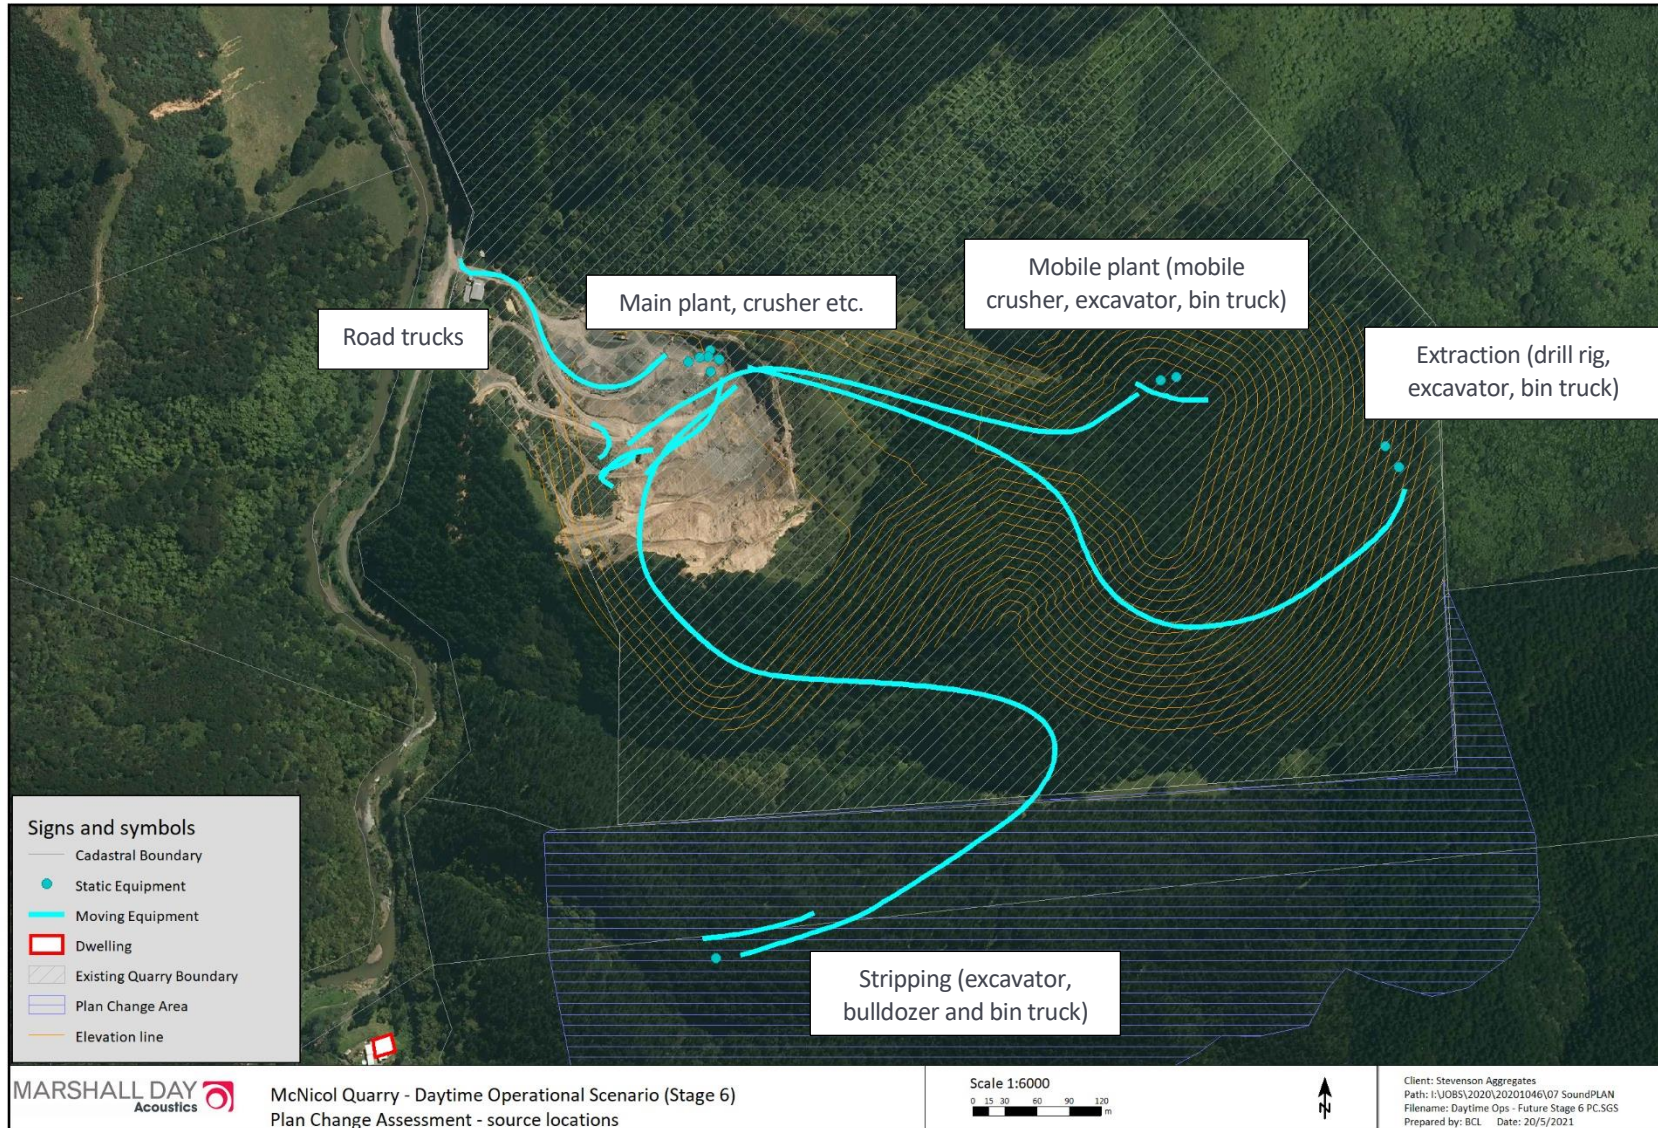 Mobile plant (mobile
crusher, excavator, bin truck)
Main plant, crusher etc.
Road trucks
Extraction (drill rig,
excavator, bin truck)
Stripping (excavator,
bulldozer and bin truck)
Signs and symbols
Cadastral Boundary
Static Equipment
Moving Equipment
Dwelling
Existing Quarry Boundary
Plan Change Area
Elevation line
MARSHALL DAY
Acoustics
McNicol Quarry - Daytime Operational Scenario (Stage 6)
Plan Change Assessment - source locations
Scale 1:6000
0 15 30 60 90 120
m
N
Client: Stevenson Aggregates
Path: I:\JOBS\2020\20201046\07 SoundPLAN
Filename: Daytime Ops - Future Stage 6 PC.SGS
Prepared by: BCL Date: 20/5/2021